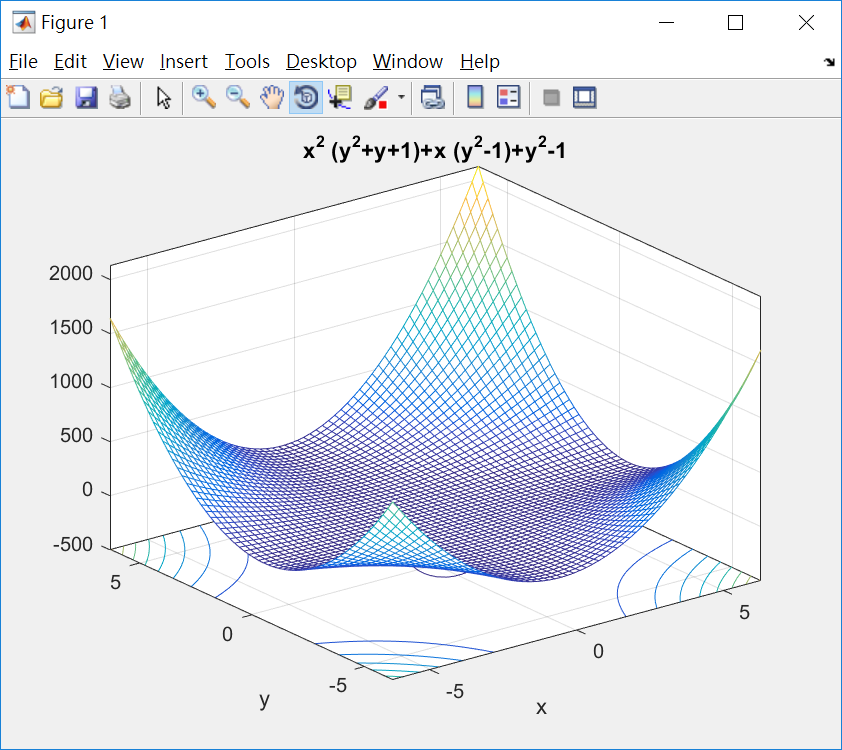 Figure 1
File Edit View Insert Tools Desktop Window Help
x² (y²+y+1)+x (y²-1)+y²-1
2000
1500
1000
500
0
-500
5
0
-5
y
-5
0
5
x